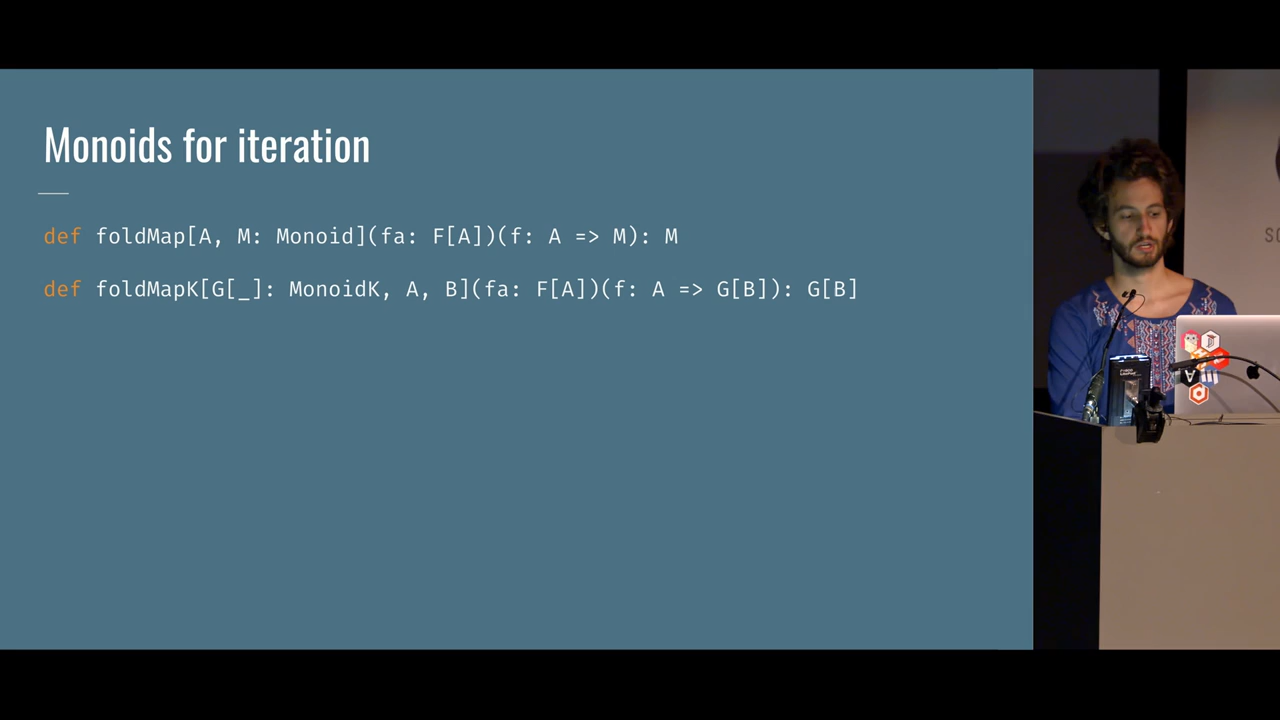 Monoids for iteration
def foldMap[A, M: Monoid](fa: F[A])(f: A => M): M
def foldMapK[G[_]: MonoidK, A, B](fa: F[A])(f: A => G[B]): G[B]